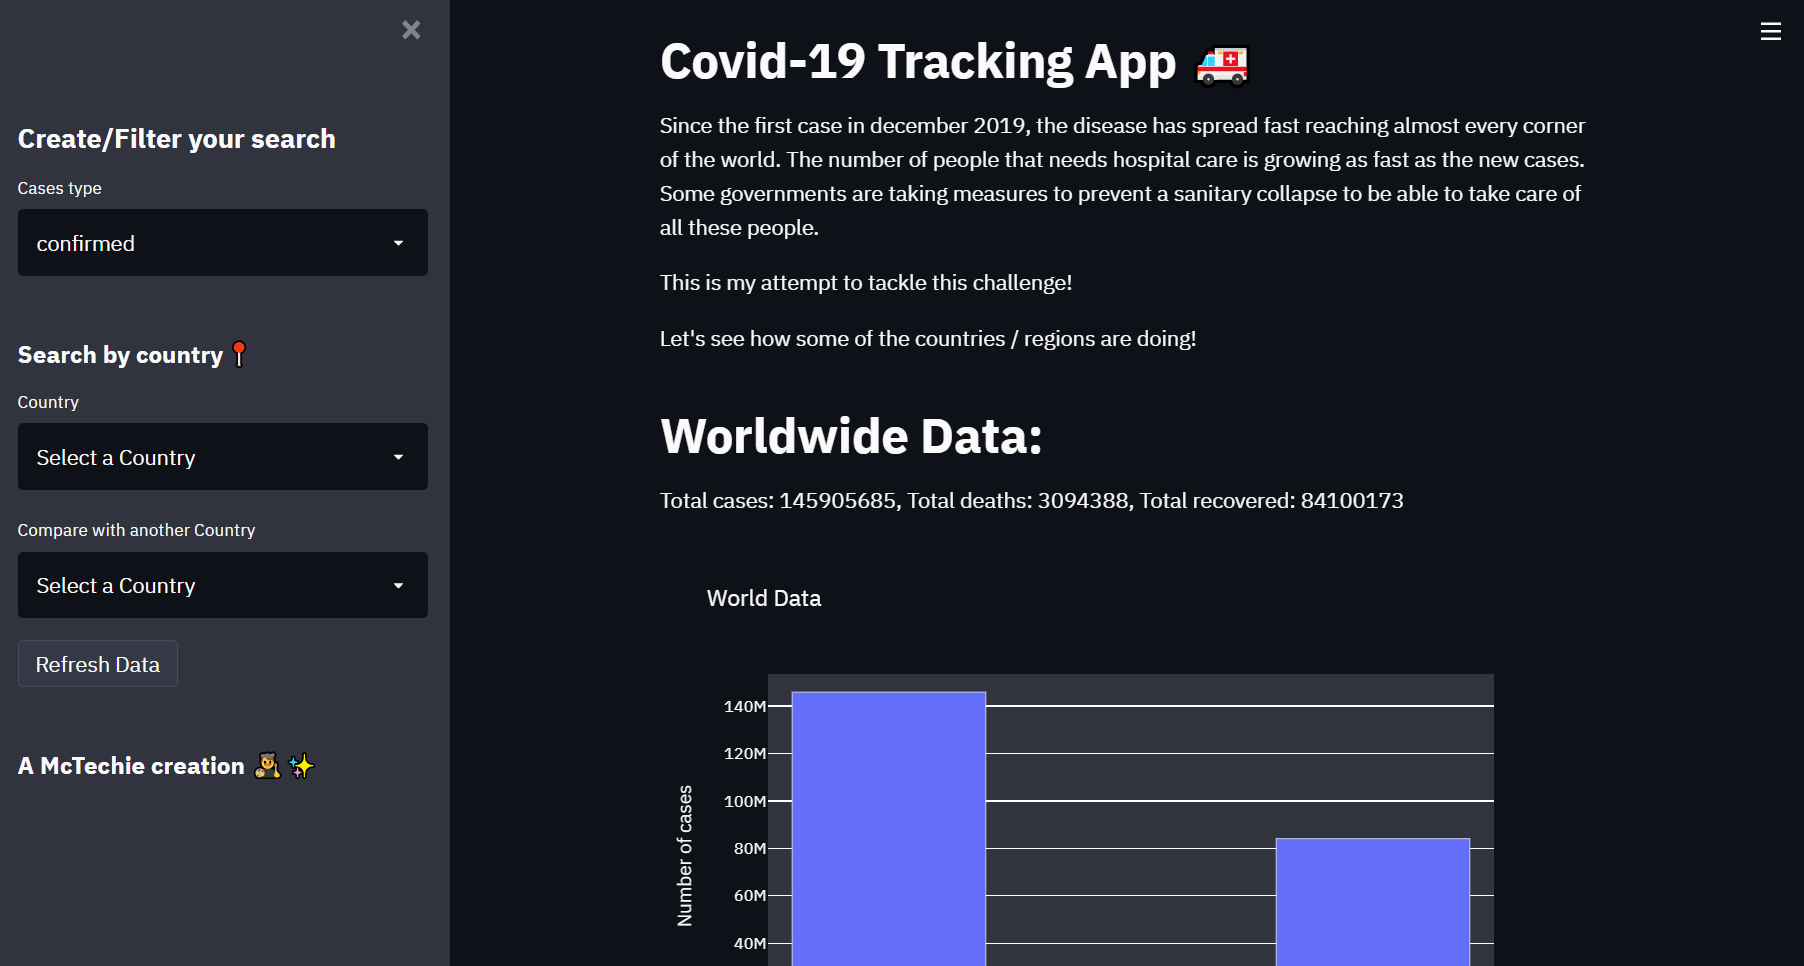 Create/Filter your search
Cases type
confirmed
Search by country
Country
Select a Country
Compare with another Country
Select a Country
Refresh Data
A McTechie creation
Covid-19 Tracking App
Since the first case in december 2019, the disease has spread fast reaching almost every corner
of the world. The number of people that needs hospital care is growing as fast as the new cases.
Some governments are taking measures to prevent a sanitary collapse to be able to take care of
all these people.
This is my attempt to tackle this challenge!
Let's see how some of the countries / regions are doing!
Worldwide Data:
Total cases: 145905685, Total deaths: 3094388, Total recovered: 84100173
World Data
140M
120M
100M
80M
60M
40M
Number of cases